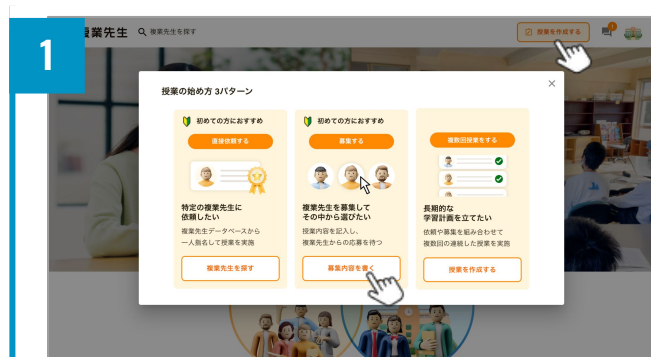 1
業先生
複業先生を探す
授業を作成する
1
授業の始め方 3パターン
×
初めての方におすすめ
直接依頼する
特定の複業先生に
依頼したい
複業先生データベースから
一人指名して授業を実施
複業先生を探す
初めての方におすすめ
募集する
複業先生を募集して
その中から選びたい
授業内容を記入し、
複業先生からの応募を待つ
募集内容を書く
複数回授業をする
長期的な
学習計画を立てたい
依頼や募集を組み合わせて
複数回の連続した授業を実施
授業を作成する